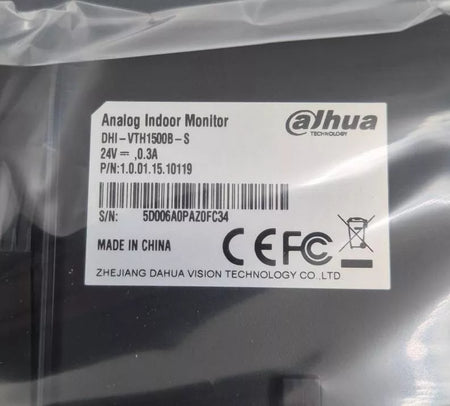 Analog Indoor Monitor
alhua
TECHNOLOGY
DHI-VTH1500B-S
24V ⎓ ,0.3A
P/N:1.0.01.15.10119
S/N: 5D006A0PAZ0FC34
MADE IN CHINA
CE FC
ZHEJIANG DAHUA VISION TECHNOLOGY CO.,LTD.